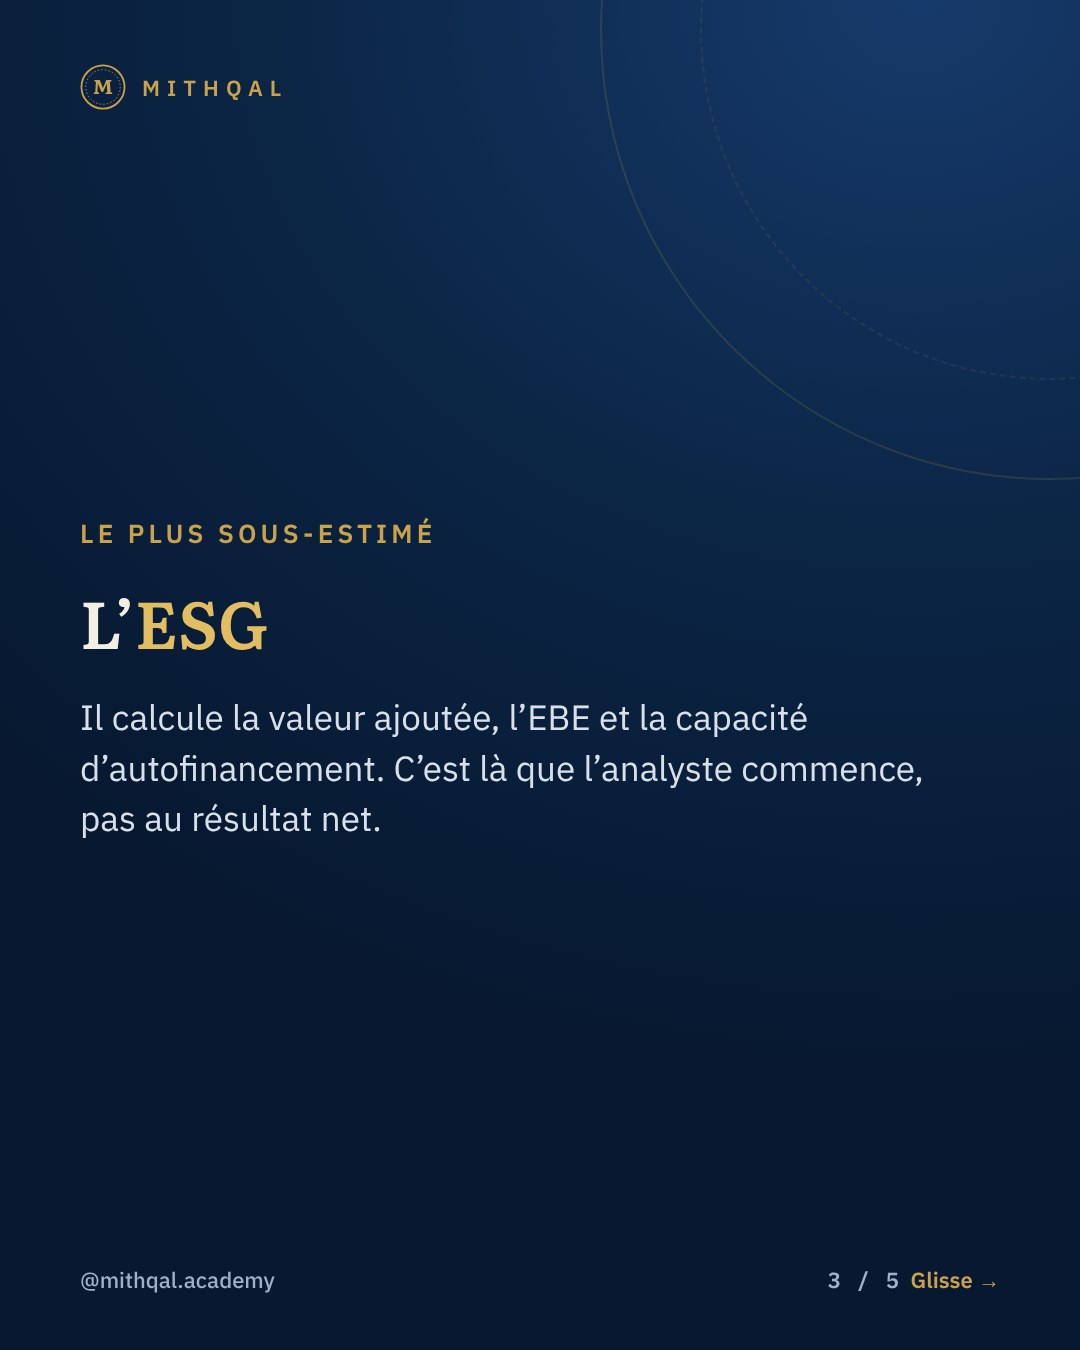 M MITHQAL
LE PLUS SOUS-ESTIMÉ
L’ESG
Il calcule la valeur ajoutée, l’EBE et la capacité
d’autofinancement. C’est là que l’analyste commence,
pas au résultat net.
@mithqal.academy
3 / 5 Glisse →